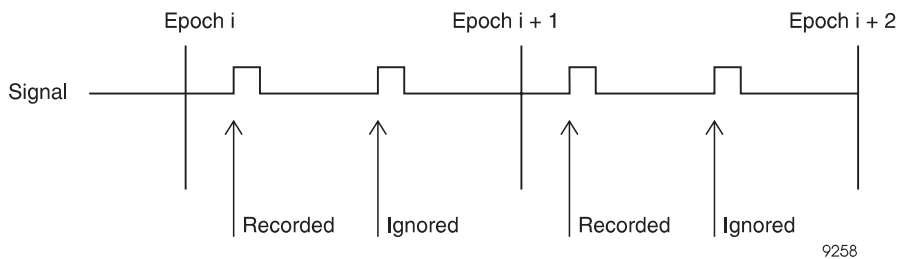 Epoch i
Epoch i + 1
Epoch i + 2
Signal
Recorded
Ignored
Recorded
Ignored
9258